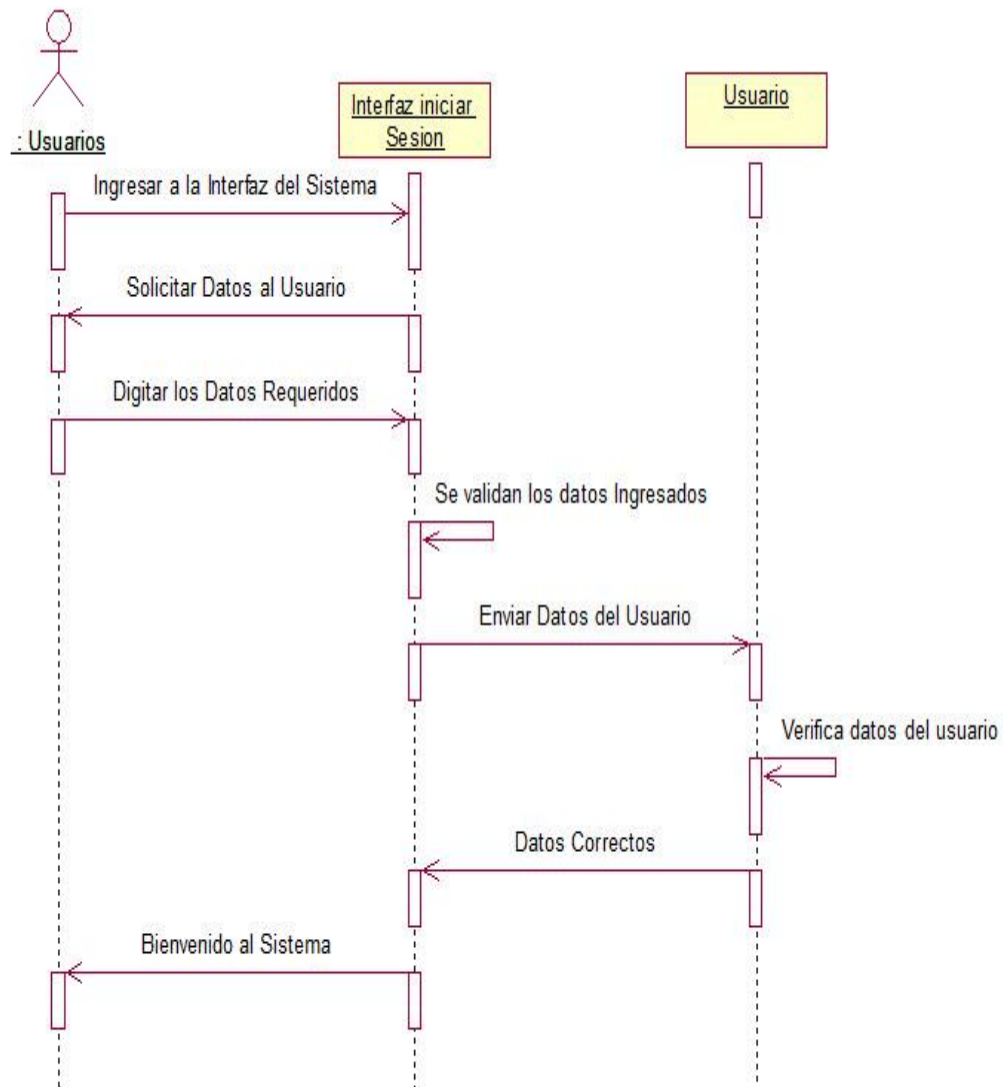 : Usuarios
Interfaz iniciar
Sesion
Usuario
Ingresar a la Interfaz del Sistema
Solicitar Datos al Usuario
Digitar los Datos Requeridos
Se validan los datos Ingresados
Enviar Datos del Usuario
Verifica datos del usuario
Datos Correctos
Bienvenido al Sistema